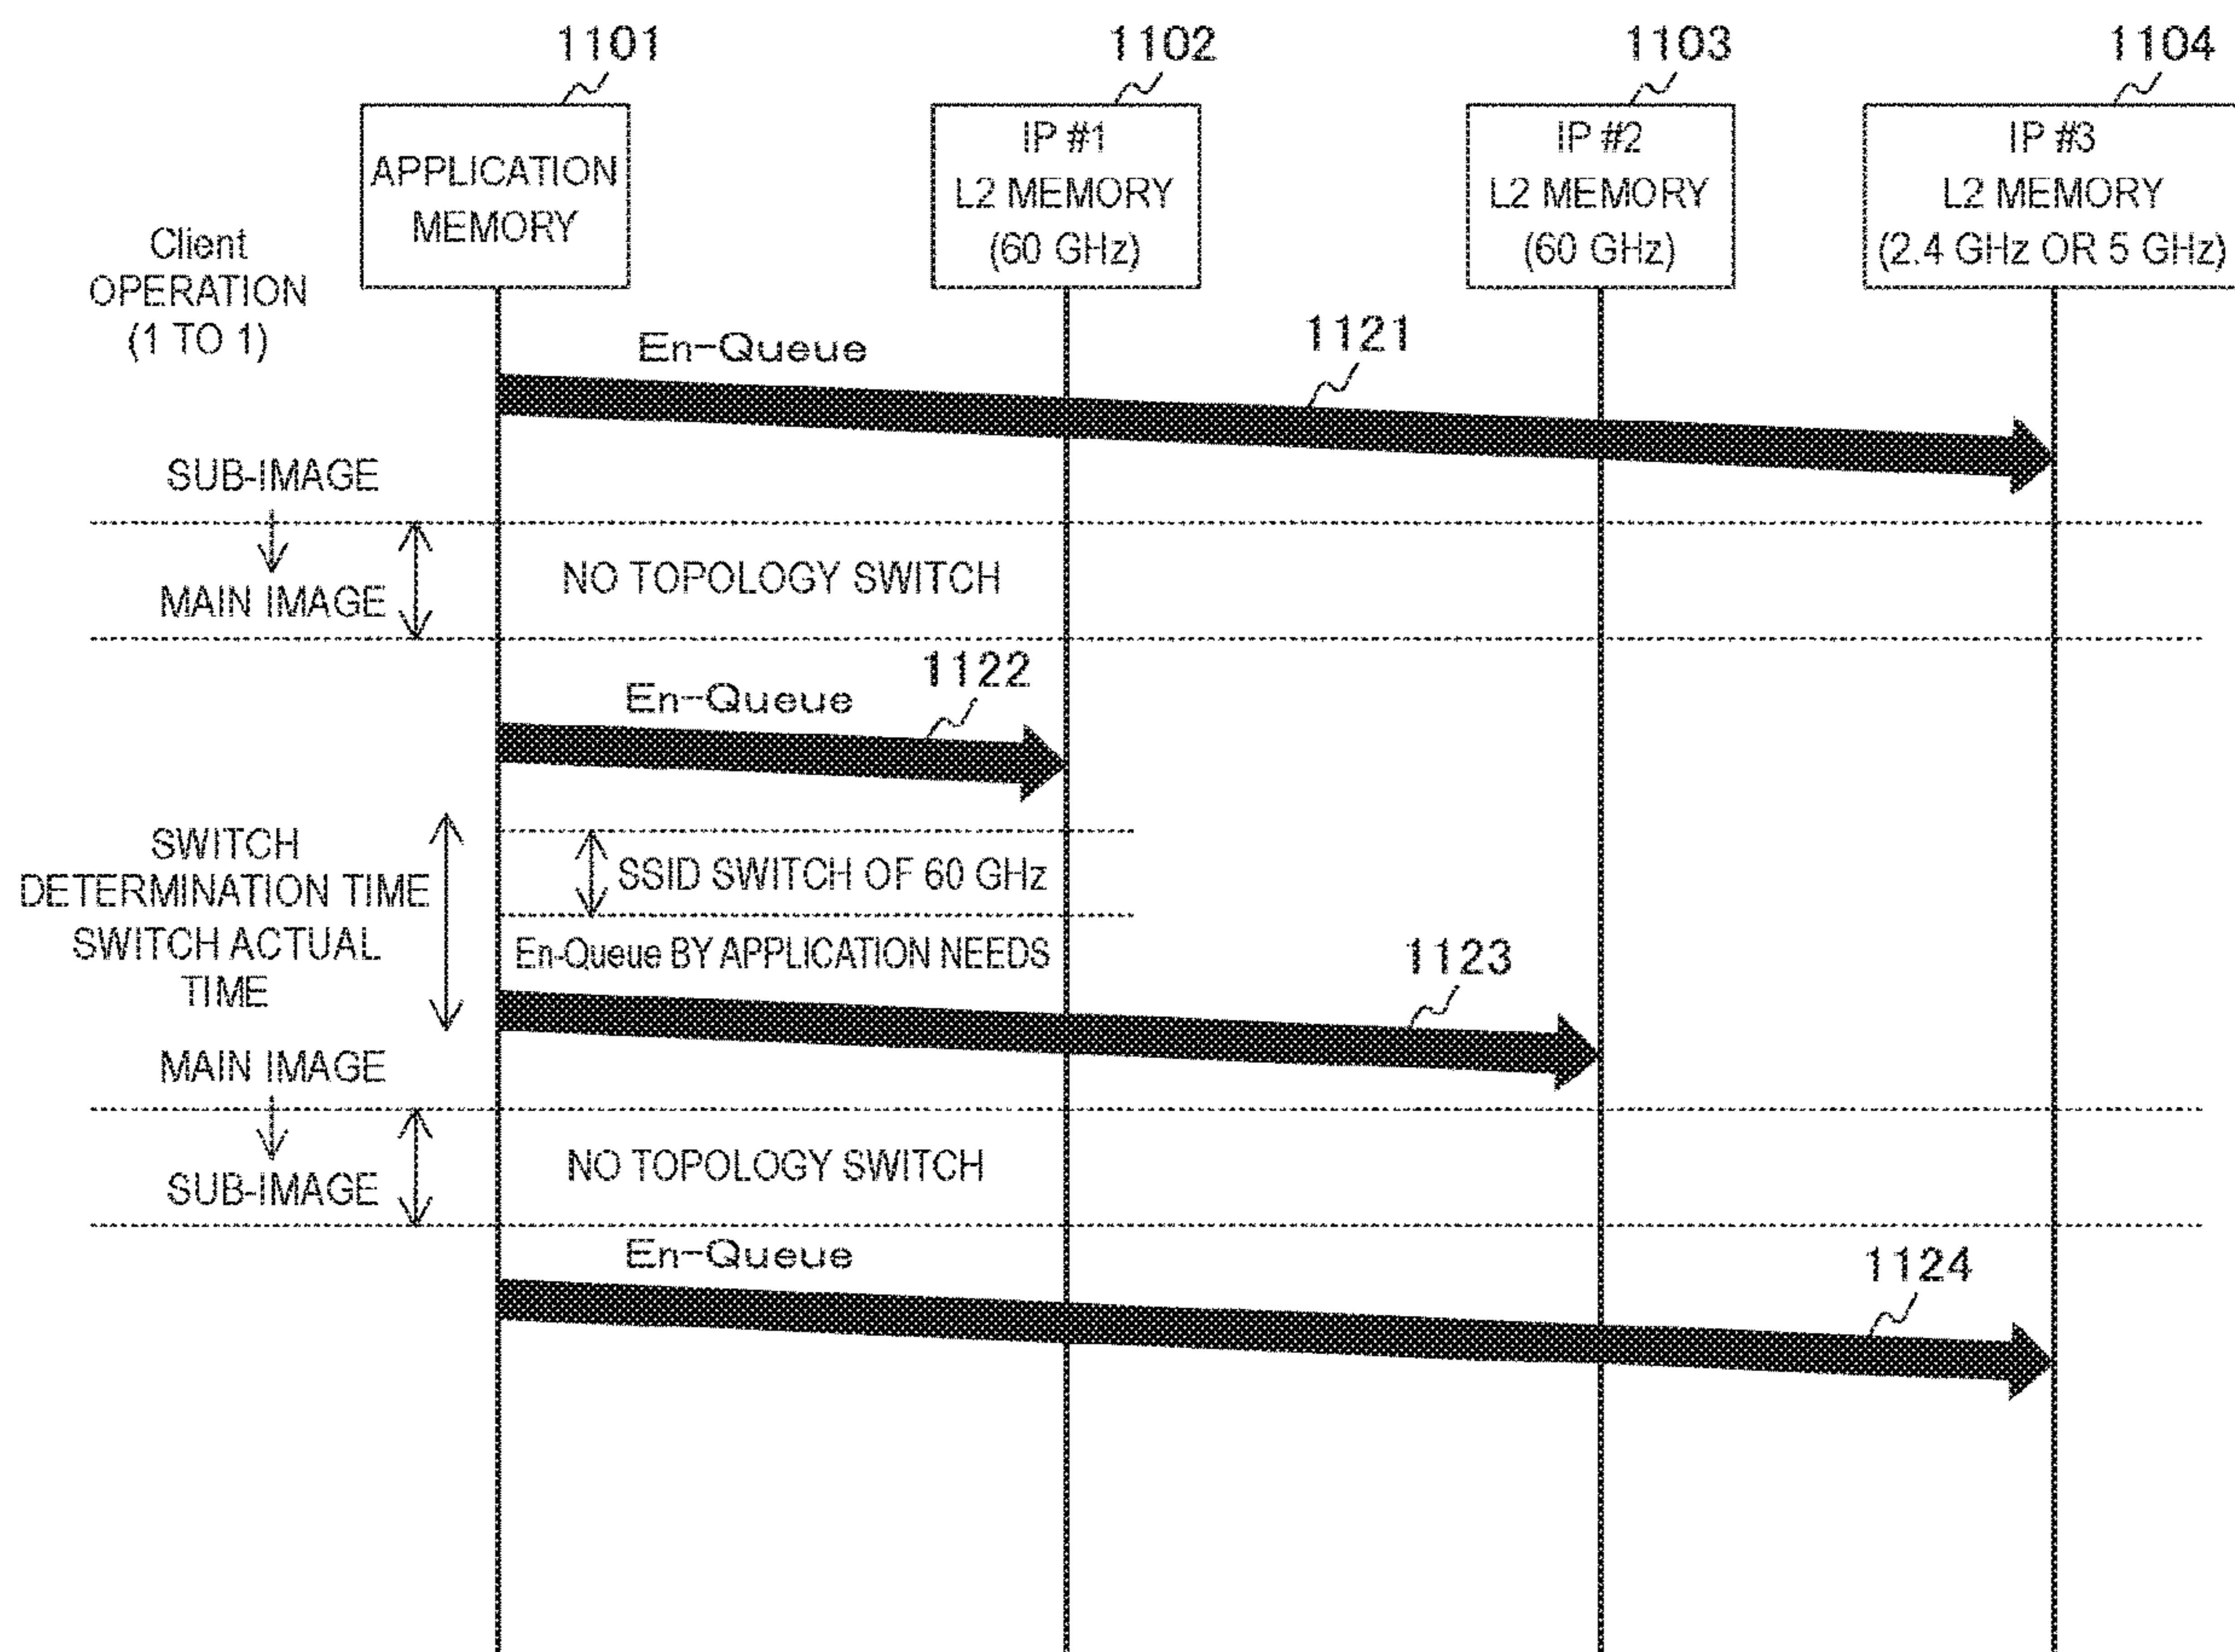 1101
1102
1103
1104
APPLICATION
MEMORY
IP #1
L2 MEMORY
(60 GHz)
IP #2
L2 MEMORY
(60 GHz)
IP #3
L2 MEMORY
(2.4 GHz OR 5 GHz)
Client
OPERATION
(1 TO 1)
En-Queue
1121
SUB-IMAGE
MAIN IMAGE
NO TOPOLOGY SWITCH
En-Queue
1122
SWITCH
DETERMINATION TIME
SWITCH ACTUAL
TIME
SSID SWITCH OF 60 GHz
En-Queue BY APPLICATION NEEDS
1123
MAIN IMAGE
SUB-IMAGE
NO TOPOLOGY SWITCH
En-Queue
1124